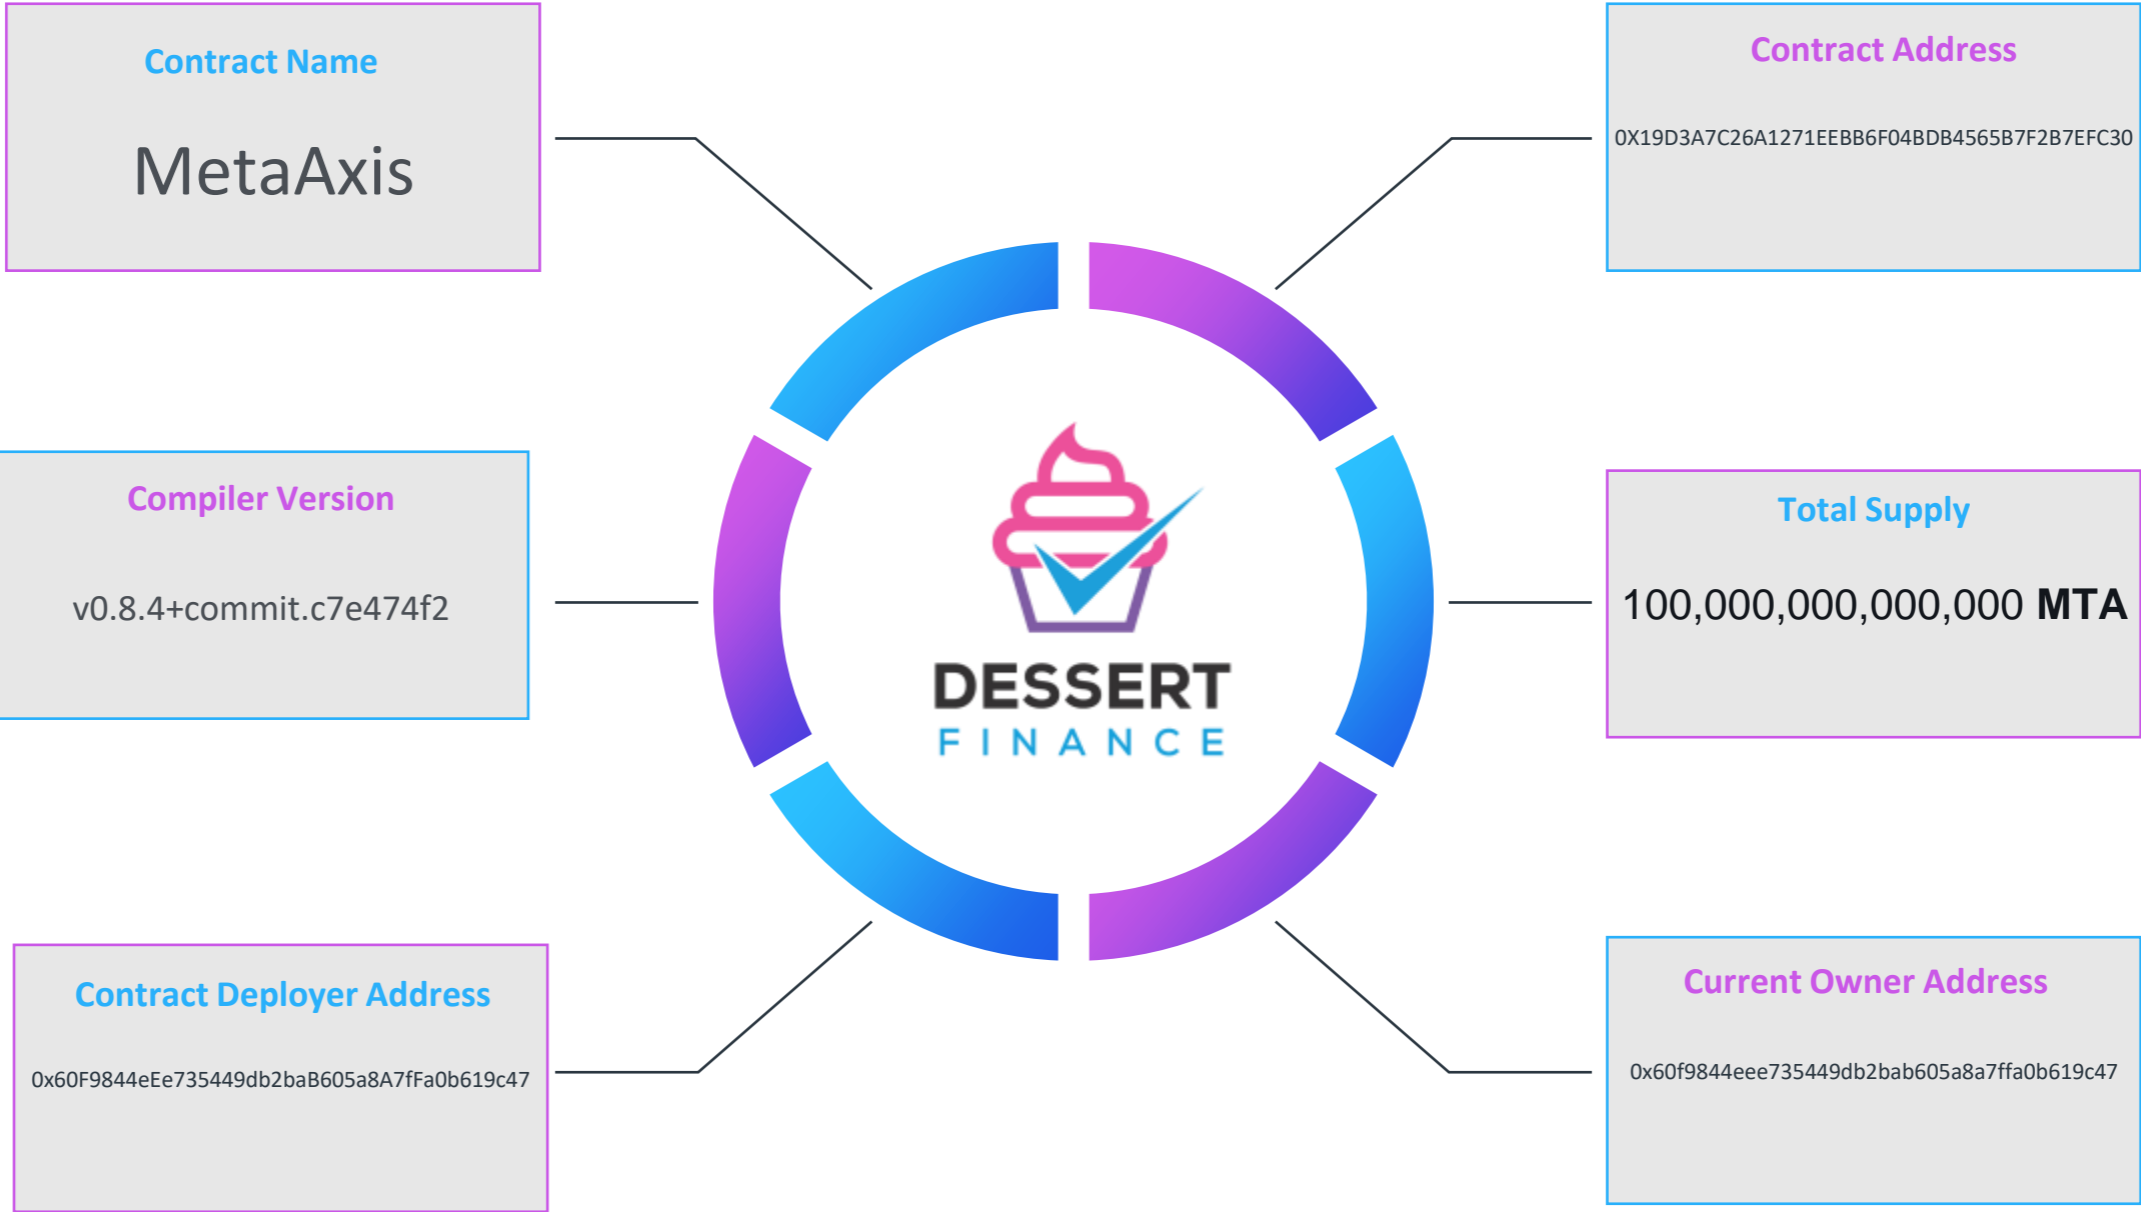 Contract Name
MetaAxis
Contract Address
0X19D3A7C26A1271EEBB6F04BDB4565B7F2B7EFC30
Compiler Version
v0.8.4+commit.c7e474f2
Total Supply
100,000,000,000,000 MTA
DESSERT
FINANCE
Contract Deployer Address
0x60F9844eEe735449db2baB605a8A7fFa0b619c47
Current Owner Address
0x60f9844eee735449db2bab605a8a7ffa0b619c47